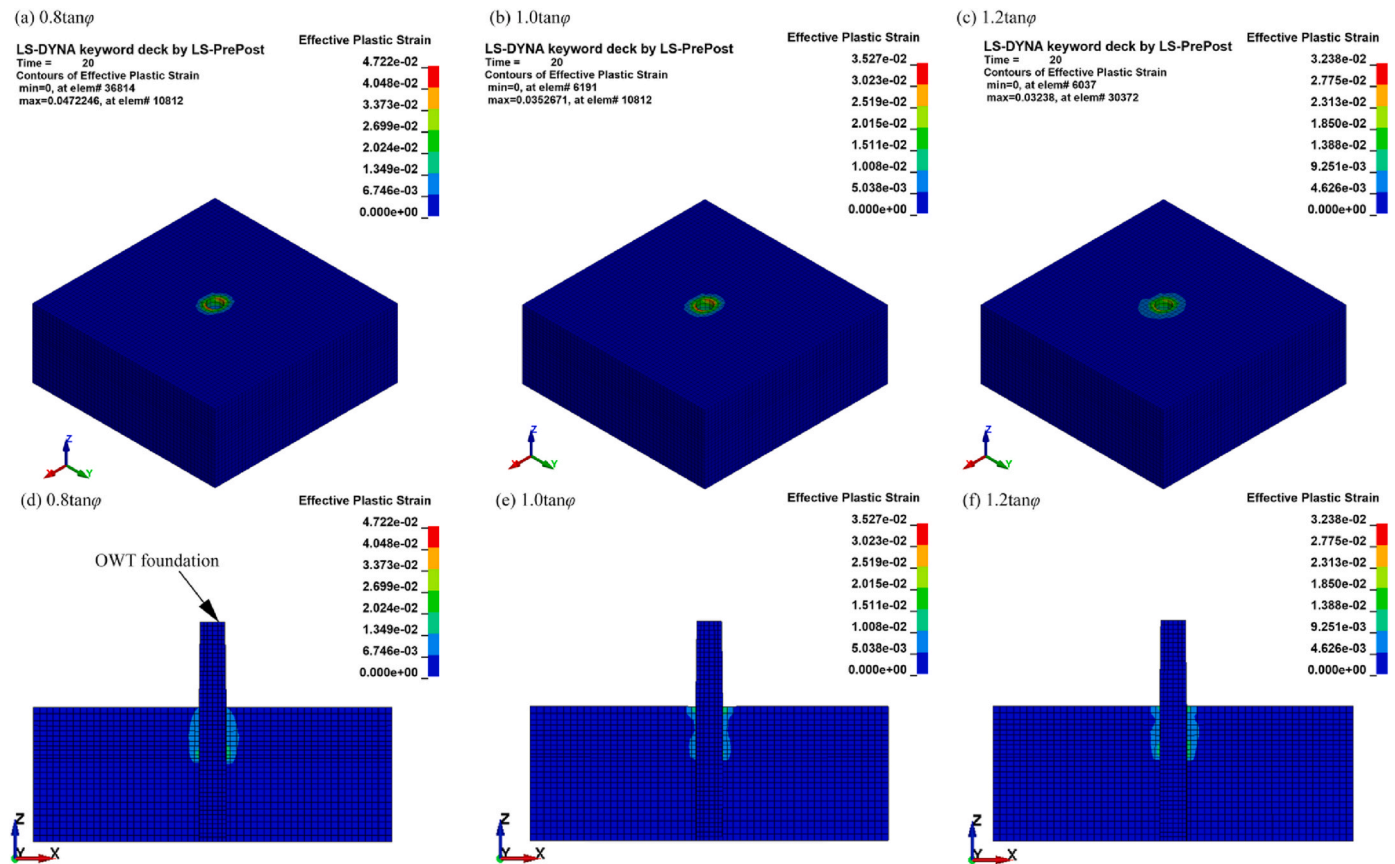 (a) 0.8tanφ
LS-DYNA keyword deck by LS-PrePost
Time = 20
Contours of Effective Plastic Strain
min=0, at elem# 36814
max=0.0472246, at elem# 10812
Effective Plastic Strain
4.722e-02
4.048e-02
3.373e-02
2.699e-02
2.024e-02
1.349e-02
6.746e-03
0.000e+00
Z
X
Y
(b) 1.0tanφ
LS-DYNA keyword deck by LS-PrePost
Time = 20
Contours of Effective Plastic Strain
min=0, at elem# 6191
max=0.0352671, at elem# 10812
Effective Plastic Strain
3.527e-02
3.023e-02
2.519e-02
2.015e-02
1.511e-02
1.008e-02
5.038e-03
0.000e+00
Z
X
Y
(c) 1.2tanφ
LS-DYNA keyword deck by LS-PrePost
Time = 20
Contours of Effective Plastic Strain
min=0, at elem# 6037
max=0.03238, at elem# 30372
Effective Plastic Strain
3.238e-02
2.775e-02
2.313e-02
1.850e-02
1.388e-02
9.251e-03
4.626e-03
0.000e+00
Z
X
Y
(d) 0.8tanφ
OWT foundation
Effective Plastic Strain
4.722e-02
4.048e-02
3.373e-02
2.699e-02
2.024e-02
1.349e-02
6.746e-03
0.000e+00
Z
Y
X
(e) 1.0tanφ
Effective Plastic Strain
3.527e-02
3.023e-02
2.519e-02
2.015e-02
1.511e-02
1.008e-02
5.038e-03
0.000e+00
Z
Y
X
(f) 1.2tanφ
Effective Plastic Strain
3.238e-02
2.775e-02
2.313e-02
1.850e-02
1.388e-02
9.251e-03
4.626e-03
0.000e+00
Z
Y
X